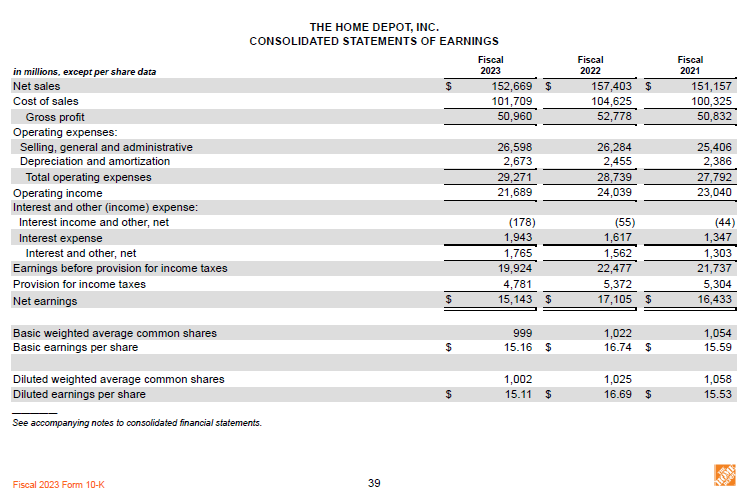 THE HOME DEPOT, INC.
CONSOLIDATED STATEMENTS OF EARNINGS
Fiscal Fiscal Fiscal
in millions, except per share data 2023 2022 2021
Net sales $ 152,669 $ 157,403 $ 151,157
Cost of sales 101,709 104,625 100,325
Gross profit 50,960 52,778 50,832
Operating expenses:
Selling, general and administrative 26,598 26,284 25,406
Depreciation and amortization 2,673 2,455 2,386
Total operating expenses 29,271 28,739 27,792
Operating income 21,689 24,039 23,040
Interest and other (income) expense:
Interest income and other, net (178) (55) (44)
Interest expense 1,943 1,617 1,347
Interest and other, net 1,765 1,562 1,303
Earnings before provision for income taxes 19,924 22,477 21,737
Provision for income taxes 4,781 5,372 5,304
Net earnings $ 15,143 $ 17,105 $ 16,433
Basic weighted average common shares 999 1,022 1,054
Basic earnings per share $ 15.16 $ 16.74 $ 15.59
Diluted weighted average common shares 1,002 1,025 1,058
Diluted earnings per share $ 15.11 $ 16.69 $ 15.53
See accompanying notes to consolidated financial statements.
Fiscal 2023 Form 10-K 39
THE HOME DEPOT